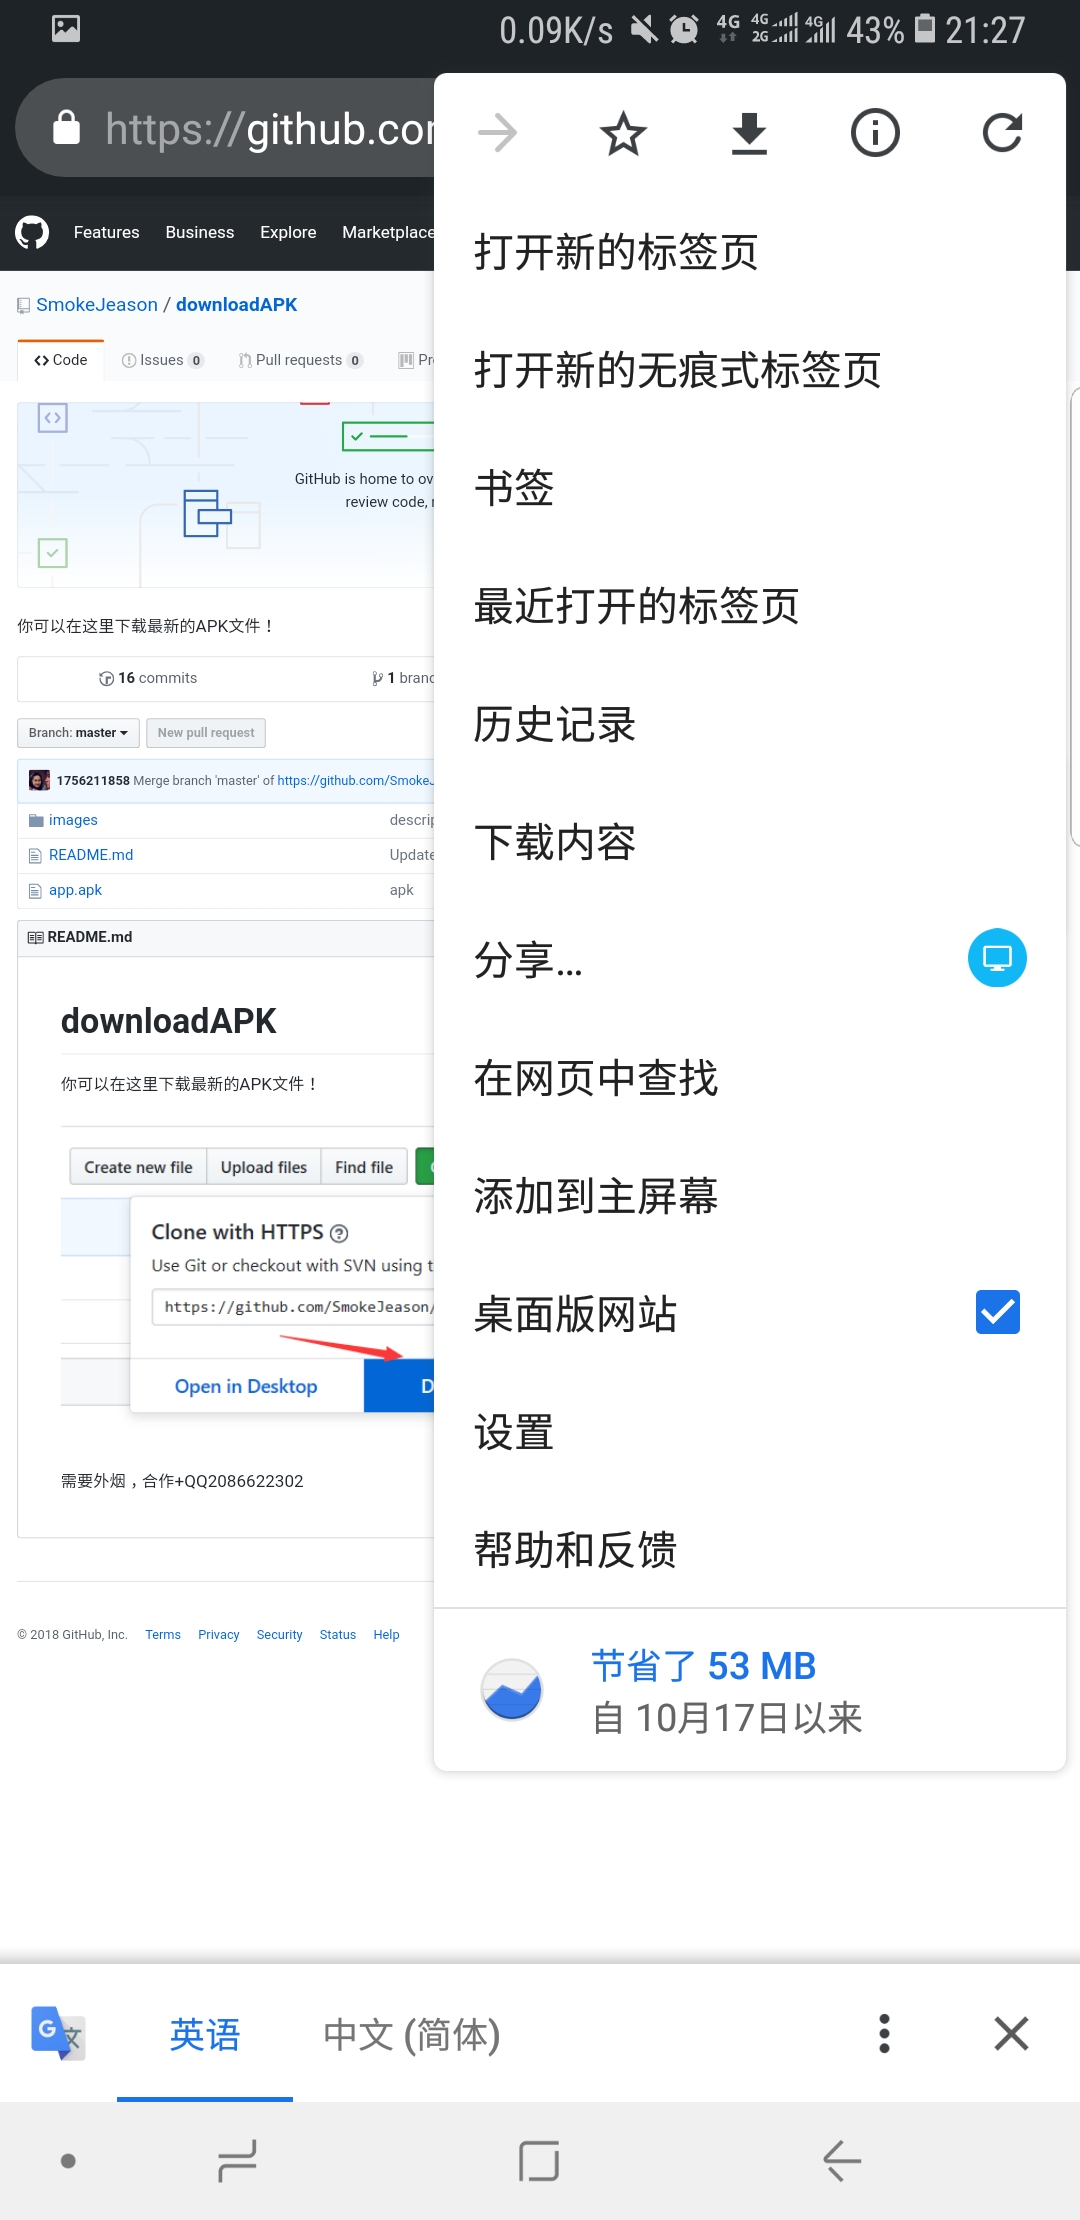 0.09K/s 4G 4G 2G 4G 43% 21:27
https://github.co
Features Business Explore Marketplace
SmokeJeason / downloadAPK
Code Issues 0 Pull requests 0
GitHub is home to
review code,
你可以在这里下载最新的APK文件！
16 commits 1
Branch: master New pull request
1756211858 Merge branch 'master' of https://github.com/Smoke
images
README.md Update
app.apk apk
README.md
downloadAPK
你可以在这里下载最新的APK文件！
Create new file Upload files Find file
Clone with HTTPS
Use Git or checkout with SVN using
https://github.com/SmokeJeason/
Open in Desktop D
需要外烟，合作+QQ2086622302
© 2018 GitHub, Inc. Terms Privacy Security Status Help
打开新的标签页
打开新的无痕式标签页
书签
最近打开的标签页
历史记录
下载内容
分享...
在网页中查找
添加到主屏幕
桌面版网站
设置
帮助和反馈
节省了 53 MB
自 10月17日以来
G 文 英语 中文 (简体)